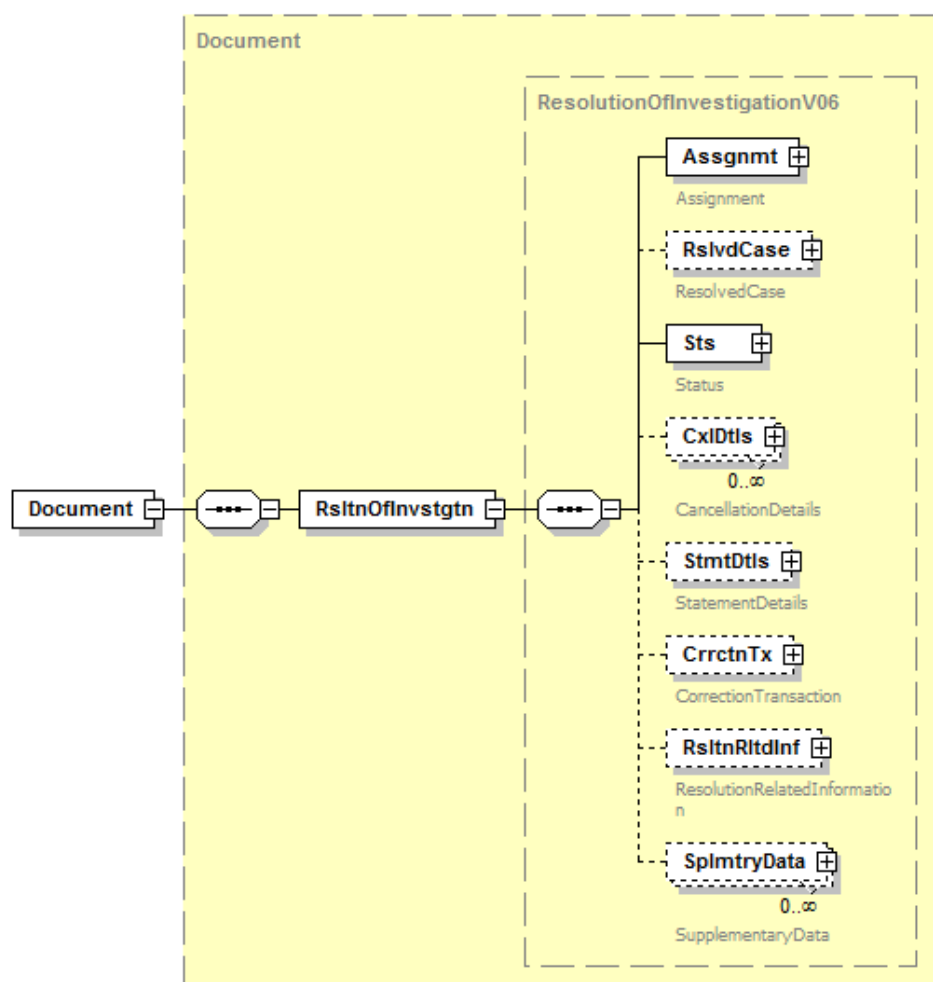 Document
ResolutionOfInvestigationV06
Assgnmt
Assignment
RslvdCase
ResolvedCase
Sts
Status
CxlDtls
0..∞
CancellationDetails
Document
RsltnOfInvstgtn
StmtDtls
StatementDetails
CrrctnTx
CorrectionTransaction
RsltnRltdInf
ResolutionRelatedInformatio
n
SplmtryData
0..∞
SupplementaryData